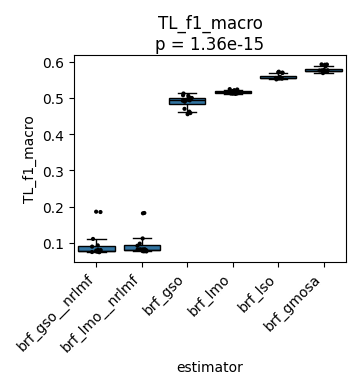 TL_f1_macro
p = 1.36e-15
TL_f1_macro
0.6
0.5
0.4
0.3
0.2
0.1
brf_gso__nrlmf
brf_lmo__nrlmf
brf_gso
brf_lmo
brf_lso
brf_gmosa
estimator